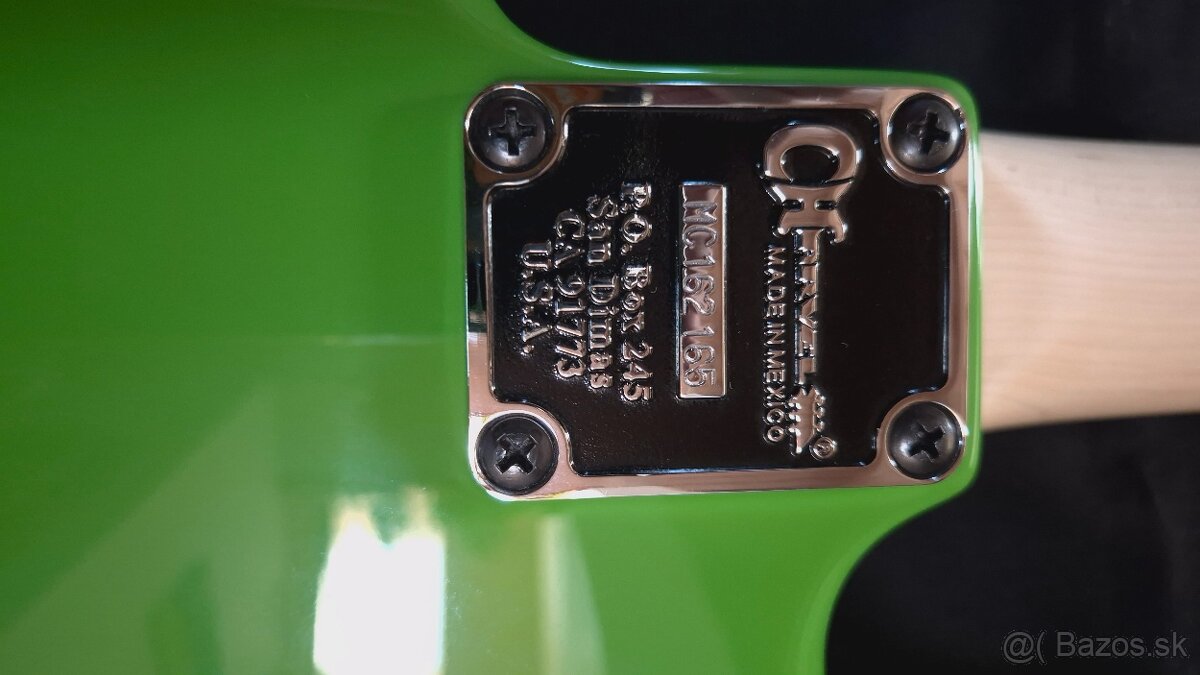 CHARVEL®
MADE IN MEXICO
MC162165
P.O. Box 245
San Dimas
CA 91773
U.S.A.
@( Bazos.sk